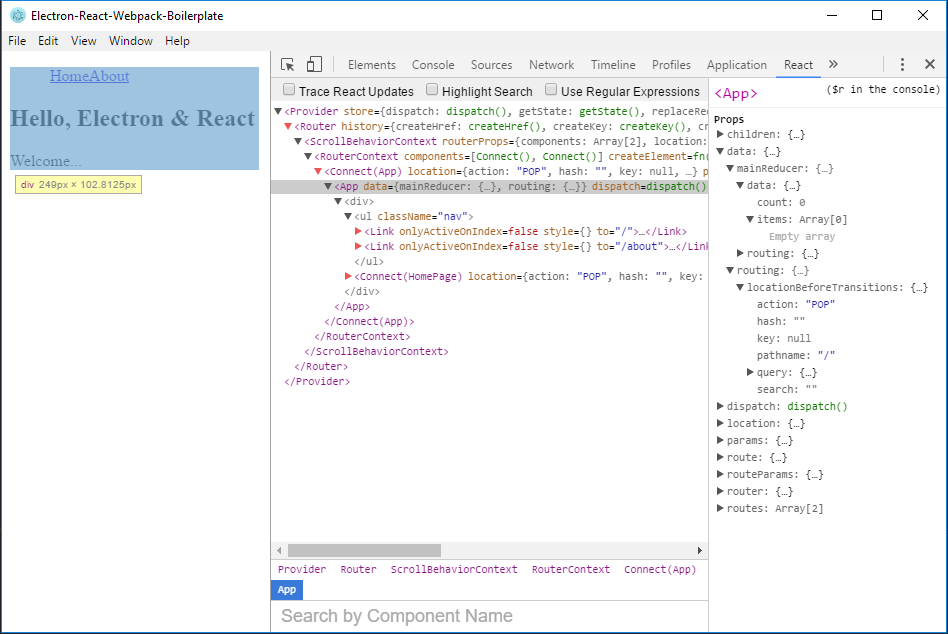 Electron-React-Webpack-Boilerplate
File Edit View Window Help
HomeAbout
Hello, Electron & React
Welcome...
div 249px × 102.8125px
Elements Console Sources Network Timeline Profiles Application React »
Trace React Updates Highlight Search Use Regular Expressions
<Provider store={dispatch: dispatch(), getState: getState(), replaceRe
<Router history={createHref: createHref(), createKey: createKey(), cr
<ScrollBehaviorContext routerProps={components: Array[2], location:
<RouterContext components=[Connect(), Connect()] createElement=fn(
<Connect(App) location={action: "POP", hash: "", key: null, …} p
<App data={mainReducer: {…}, routing: {…}} dispatch=dispatch()
<div>
<ul className="nav">
<Link onlyActiveOnIndex=false style={} to="/">…</Link>
<Link onlyActiveOnIndex=false style={} to="/about">…</Link
</ul>
<Connect(HomePage) location={action: "POP", hash: "", key:
</div>
</App>
</Connect(App)>
</RouterContext>
</ScrollBehaviorContext>
</Router>
</Provider>
Provider Router ScrollBehaviorContext RouterContext Connect(App)
App
Search by Component Name
<App> ($r in the console)
Props
children: {…}
data: {…}
mainReducer: {…}
data: {…}
count: 0
items: Array[0]
Empty array
routing: {…}
routing: {…}
locationBeforeTransitions: {…}
action: "POP"
hash: ""
key: null
pathname: "/"
query: {…}
search: ""
dispatch: dispatch()
location: {…}
params: {…}
route: {…}
routeParams: {…}
router: {…}
routes: Array[2]